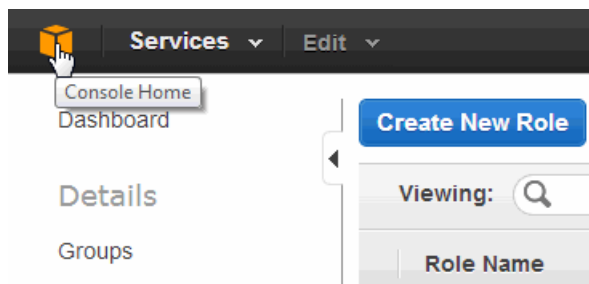 Services Edit
Console Home
Dashboard
Create New Role
Details
Viewing:
Groups
Role Name